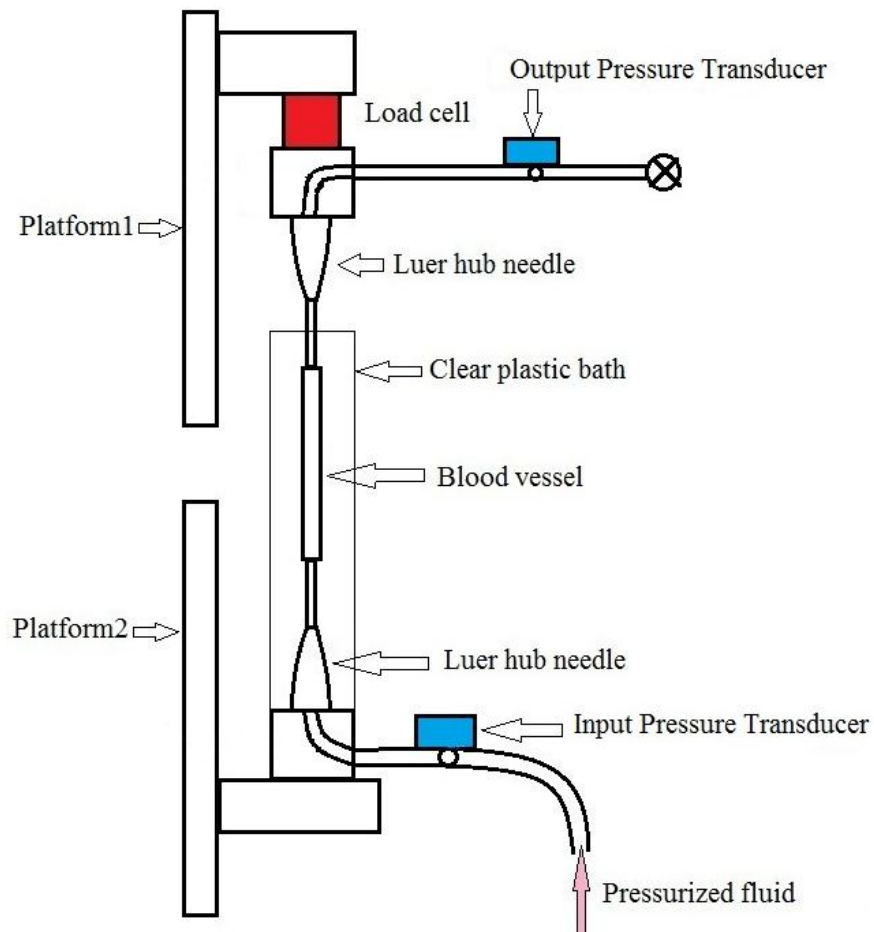 Output Pressure Transducer
Load cell
Platform1
Luer hub needle
Clear plastic bath
Blood vessel
Platform2
Luer hub needle
Input Pressure Transducer
Pressurized fluid